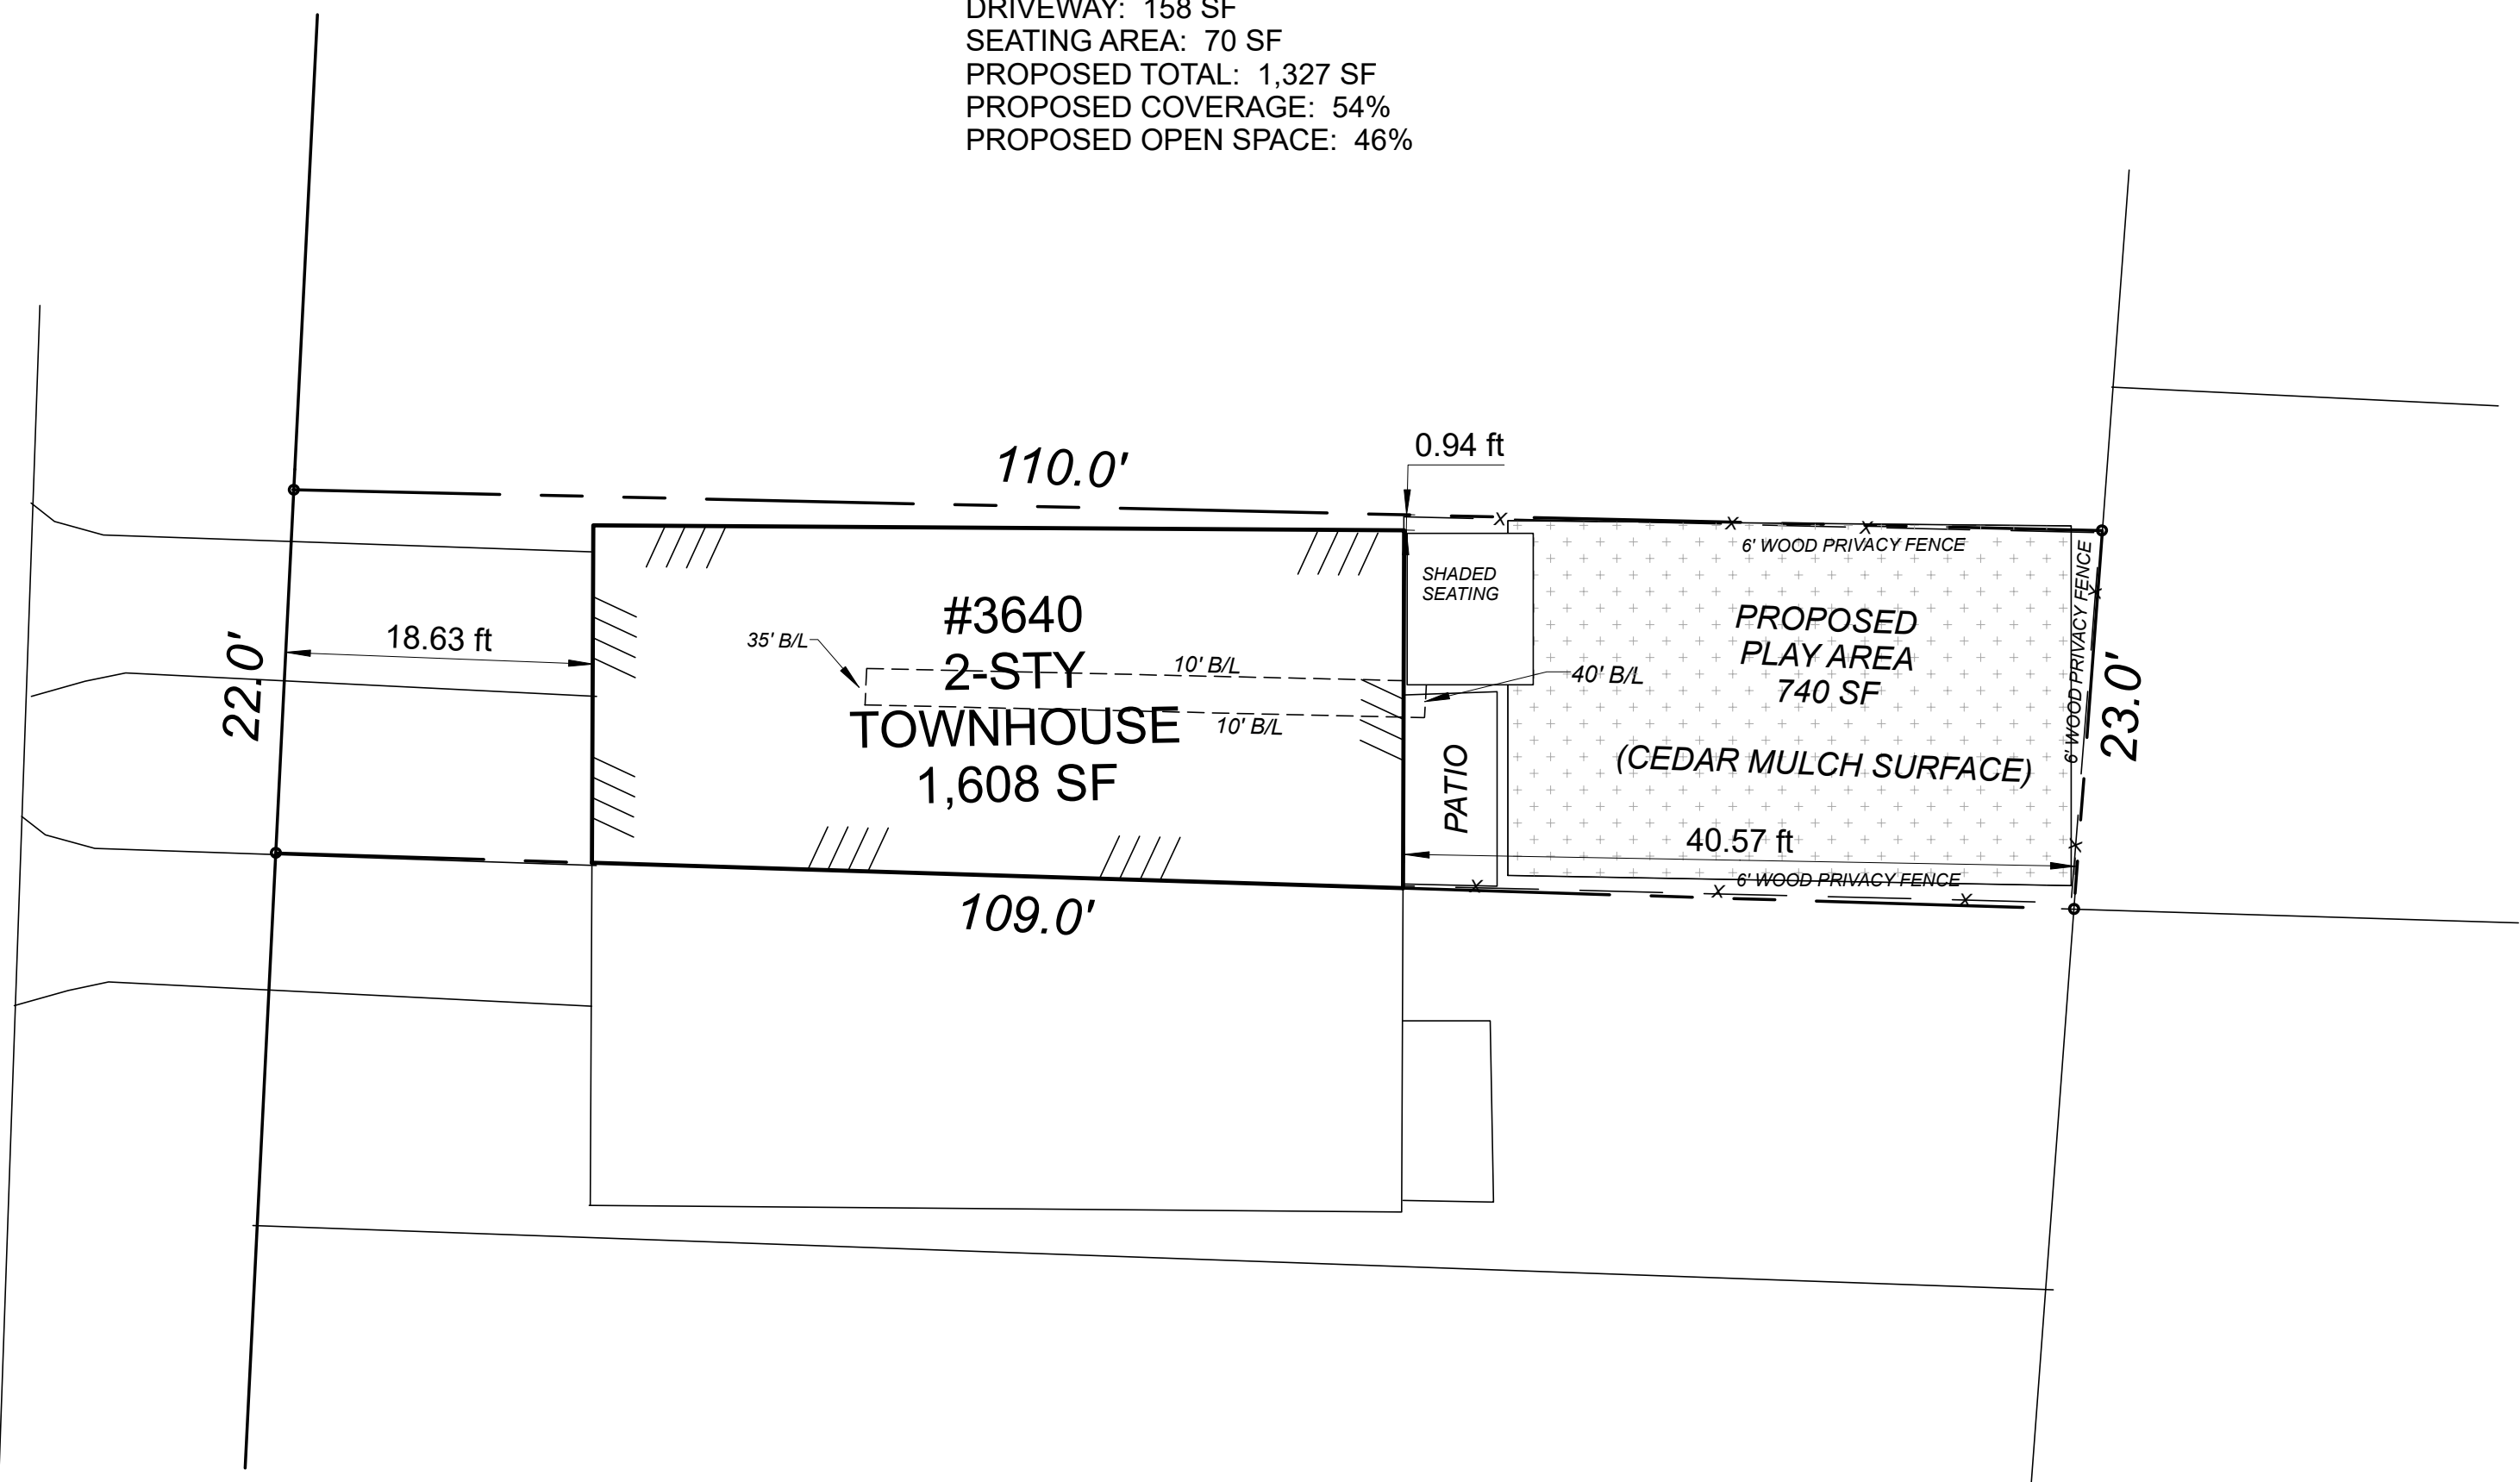 DRIVEWAY: 158 SF
SEATING AREA: 70 SF
PROPOSED TOTAL: 1,327 SF
PROPOSED COVERAGE: 54%
PROPOSED OPEN SPACE: 46%
110.0'
0.94 ft
X
X
X
6' WOOD PRIVACY FENCE
SHADED
SEATING
#3640
2-STY
TOWNHOUSE
1,608 SF
35' B/L
10' B/L
10' B/L
40' B/L
18.63 ft
22.0'
PROPOSED
PLAY AREA
740 SF
(CEDAR MULCH SURFACE)
6' WOOD PRIVACY FENCE
X
X
23.0'
PATIO
40.57 ft
6' WOOD PRIVACY FENCE
X
X
X
109.0'